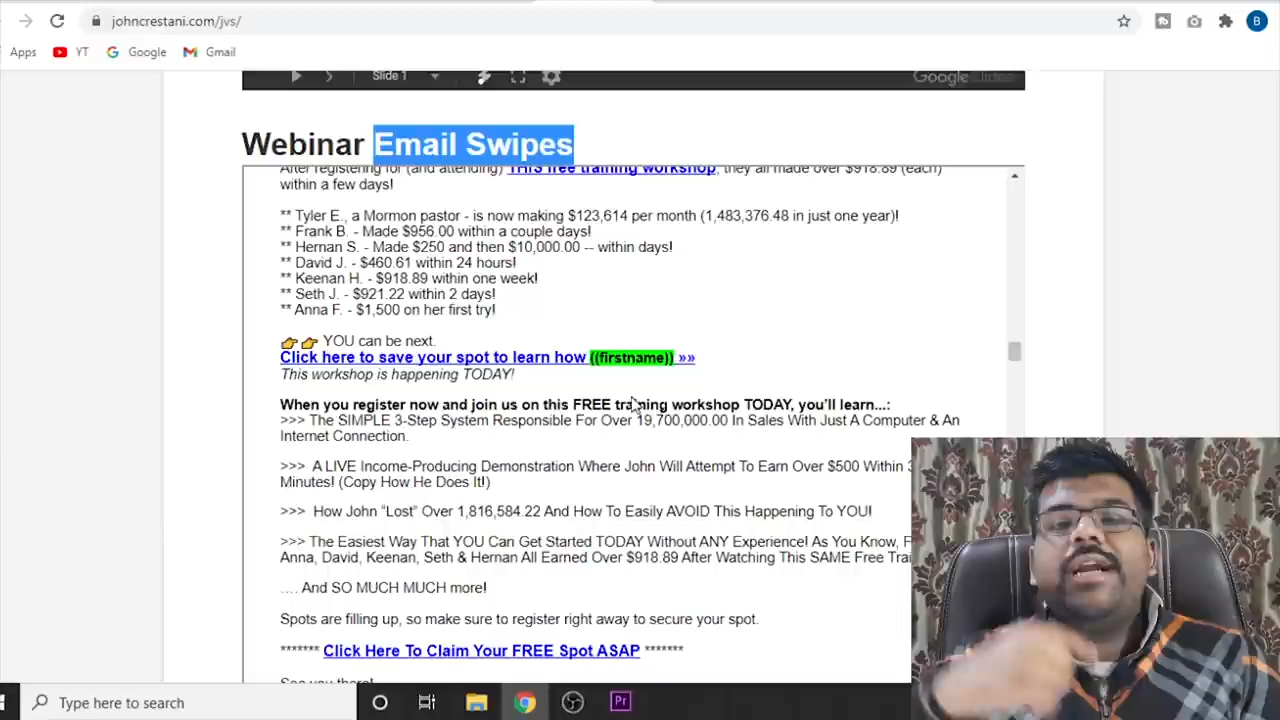 johncrestani.com/jvs/
B
Apps YT Google Gmail
Slide 1 Google Slides
Webinar Email Swipes
After registering for (and attending) THIS free training workshop, they all made over $918.89 (each)
within a few days!
** Tyler E., a Mormon pastor - is now making $123,614 per month (1,483,376.48 in just one year)!
** Frank B. - Made $956.00 within a couple days!
** Hernan S. - Made $250 and then $10,000.00 -- within days!
** David J. - $460.61 within 24 hours!
** Keenan H. - $918.89 within one week!
** Seth J. - $921.22 within 2 days!
** Anna F. - $1,500 on her first try!
👉👉 YOU can be next.
Click here to save your spot to learn how ((firstname)) »»
This workshop is happening TODAY!
When you register now and join us on this FREE training workshop TODAY, you'll learn...:
>>> The SIMPLE 3-Step System Responsible For Over 19,700,000.00 In Sales With Just A Computer & An
Internet Connection.
>>> A LIVE Income-Producing Demonstration Where John Will Attempt To Earn Over $500 Within
Minutes! (Copy How He Does It!)
>>> How John “Lost” Over 1,816,584.22 And How To Easily AVOID This Happening To YOU!
>>> The Easiest Way That YOU Can Get Started TODAY Without ANY Experience! As You Know,
Anna, David, Keenan, Seth & Hernan All Earned Over $918.89 After Watching This SAME Free
.... And SO MUCH MUCH more!
Spots are filling up, so make sure to register right away to secure your spot.
******* Click Here To Claim Your FREE Spot ASAP *******
See you there!
Type here to search
Pr